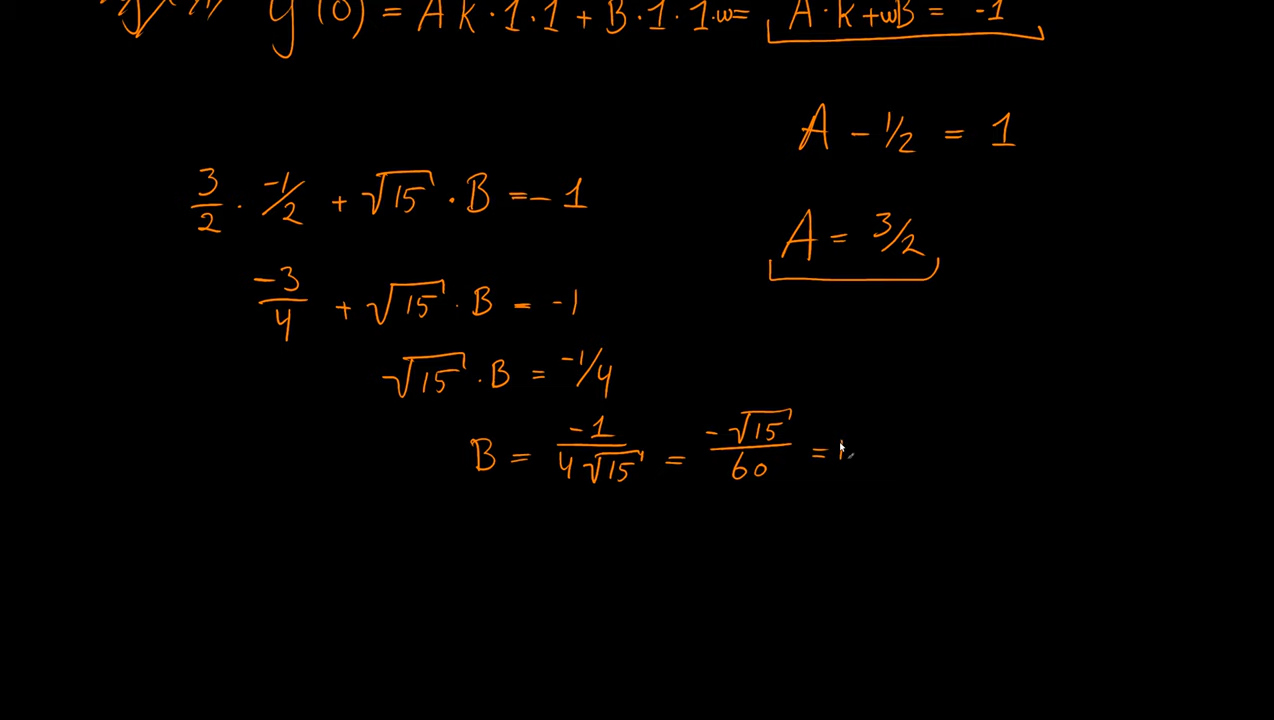 y'(0) = A k · 1 · 1 + B · 1 · 1 · w = A · k + wB = -1
A - 1/2 = 1
3/2 · -1/2 + √15 · B = - 1
A = 3/2
-3/4 + √15 · B = -1
√15 · B = -1/4
B = -1/(4√15) = -√15/60 =